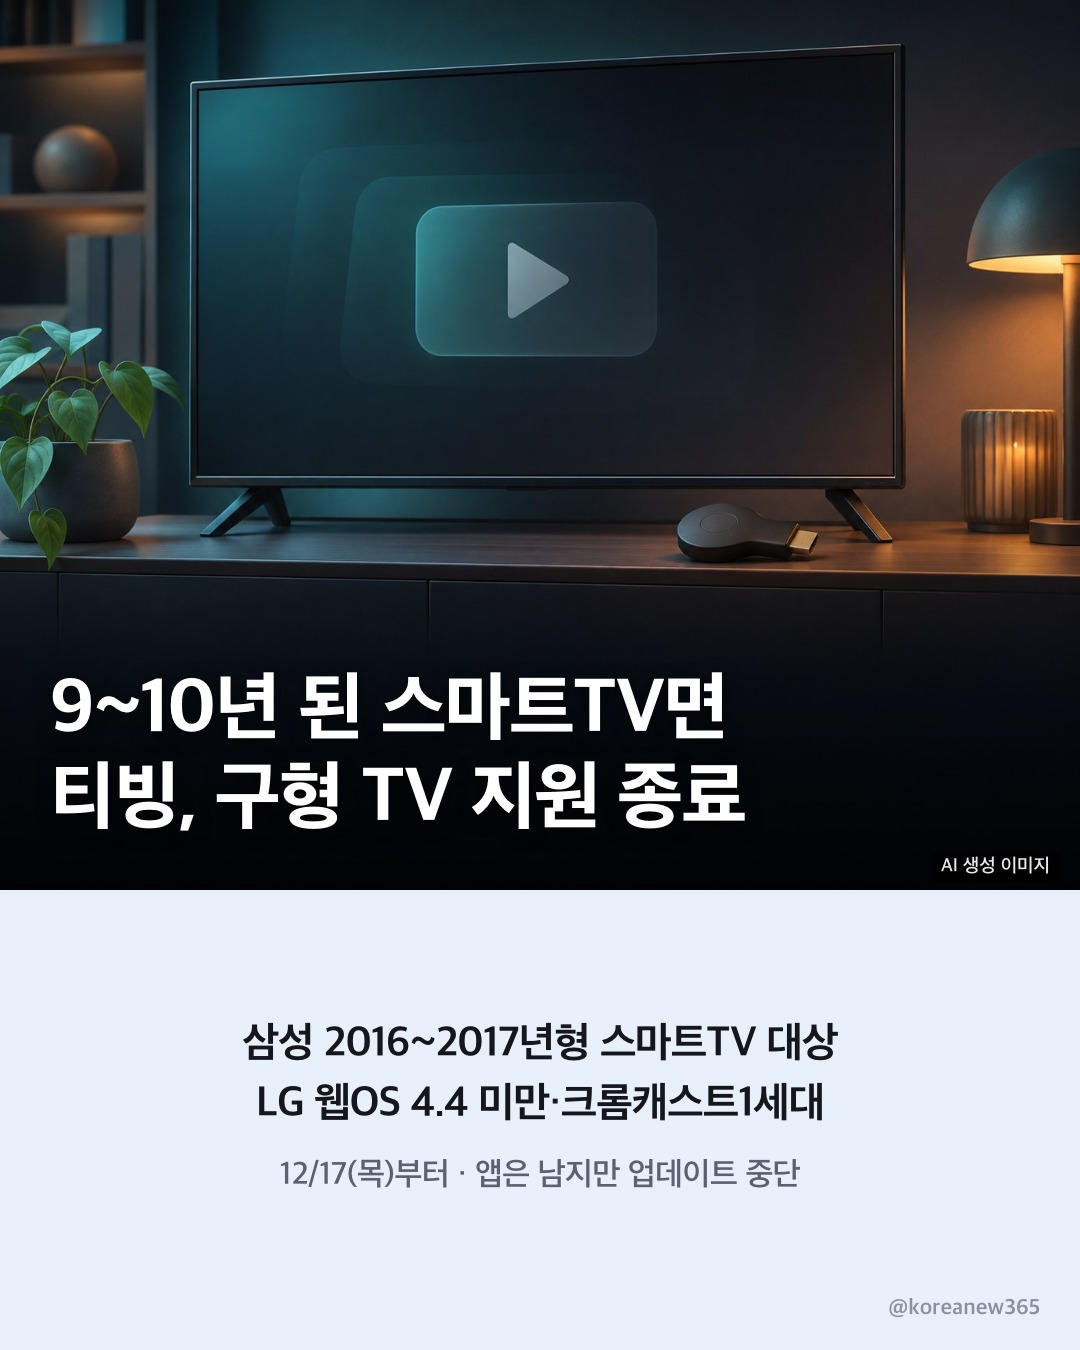 9~10년 된 스마트TV면
티빙, 구형 TV 지원 종료
AI 생성 이미지
삼성 2016~2017년형 스마트TV 대상
LG 웹OS 4.4 미만·크롬캐스트1세대
12/17(목)부터 · 앱은 남지만 업데이트 중단
@koreanew365